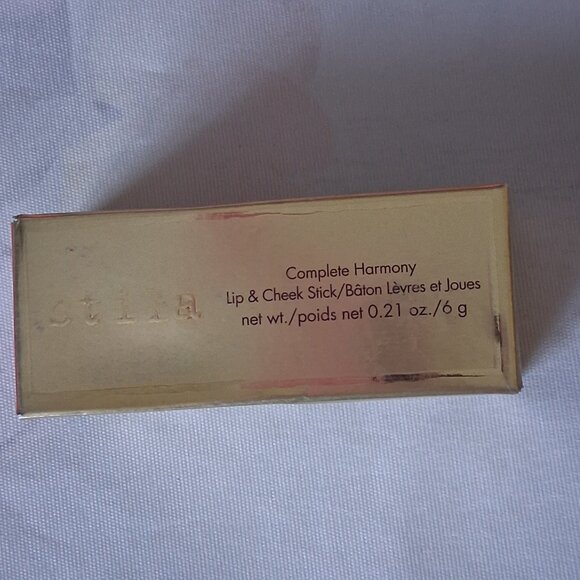 stila
Complete Harmony
Lip & Cheek Stick/Bâton Lèvres et Joues
net wt./poids net 0.21 oz./6 g